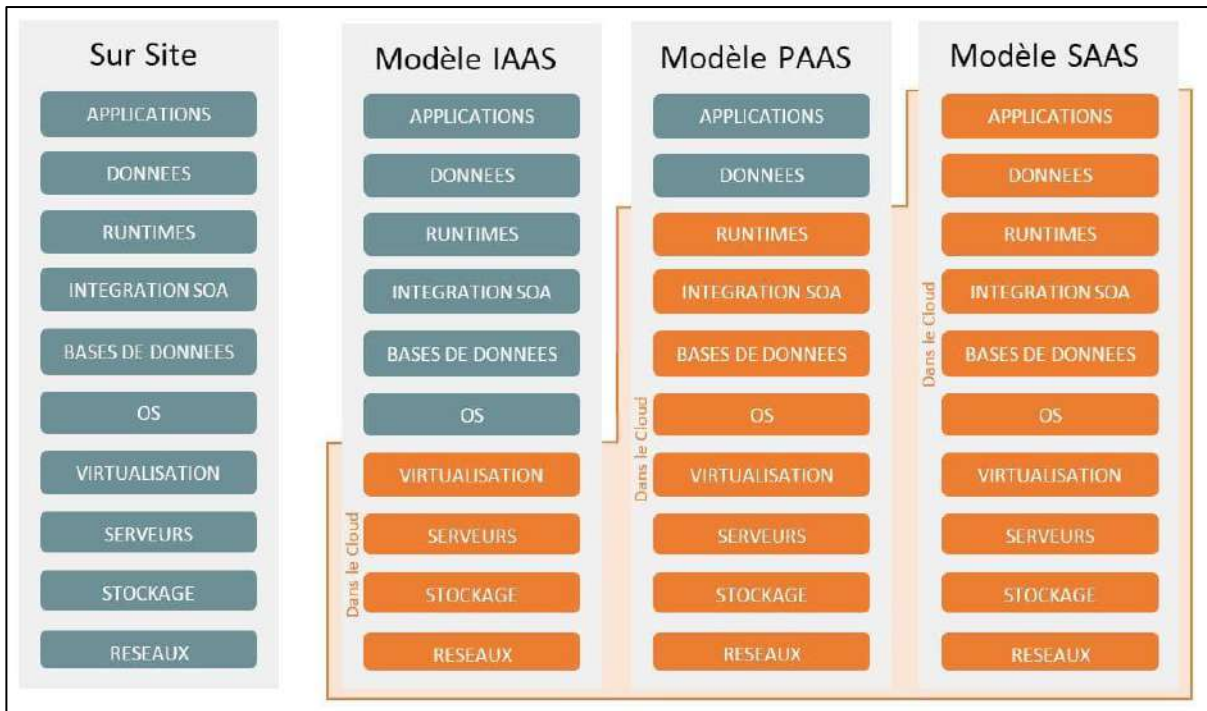 Sur Site
APPLICATIONS
DONNEES
RUNTIMES
INTEGRATION SOA
BASES DE DONNEES
OS
VIRTUALISATION
SERVEURS
STOCKAGE
RESEAUX
Modèle IAAS
APPLICATIONS
DONNEES
RUNTIMES
INTEGRATION SOA
BASES DE DONNEES
OS
VIRTUALISATION
SERVEURS
STOCKAGE
RESEAUX
Dans le Cloud
Modèle PAAS
APPLICATIONS
DONNEES
RUNTIMES
INTEGRATION SOA
BASES DE DONNEES
OS
VIRTUALISATION
SERVEURS
STOCKAGE
RESEAUX
Dans le Cloud
Modèle SAAS
APPLICATIONS
DONNEES
RUNTIMES
INTEGRATION SOA
BASES DE DONNEES
OS
VIRTUALISATION
SERVEURS
STOCKAGE
RESEAUX
Dans le Cloud